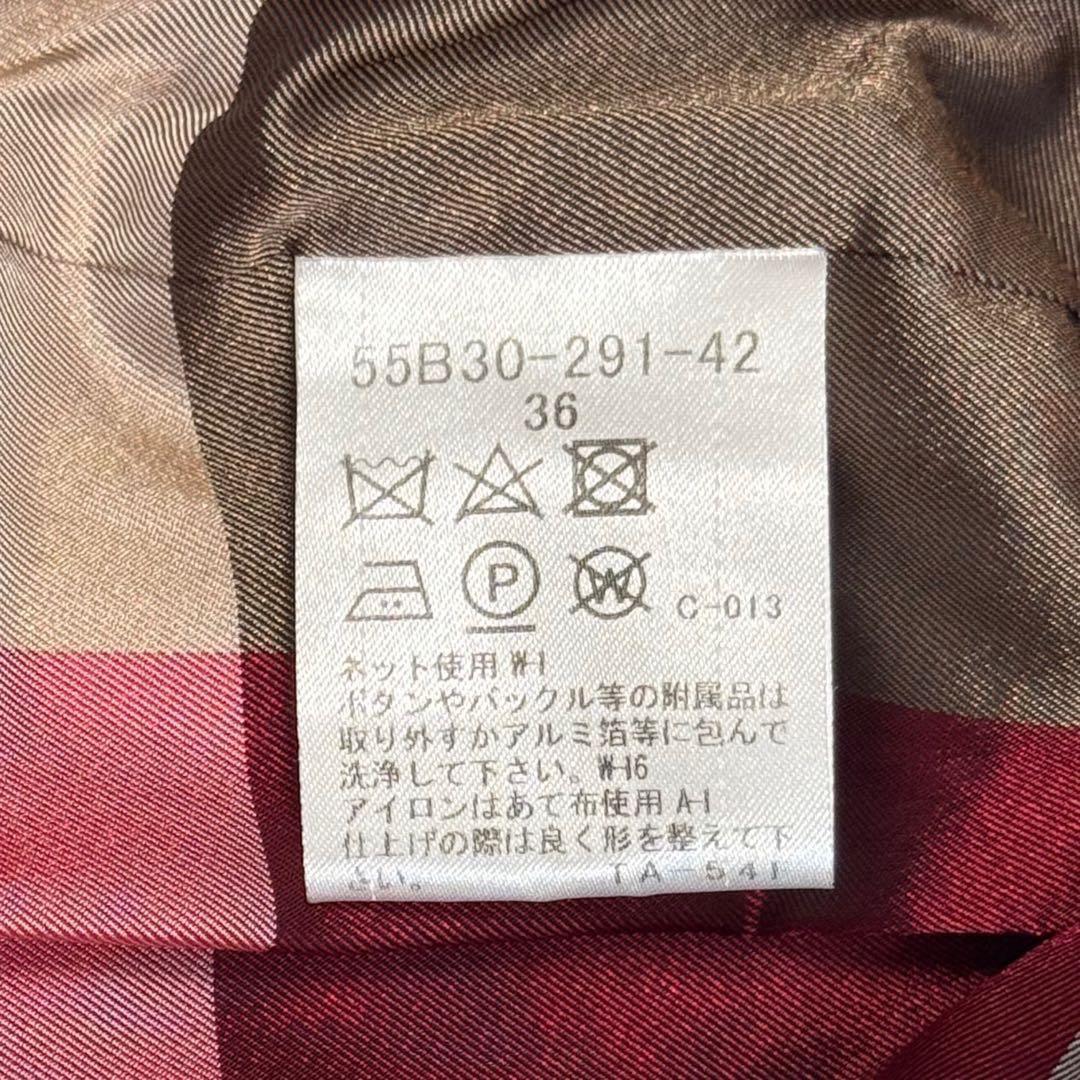 55B30-291-42
36
P
W
C-013
ネット使用 W-1
ボタンやバックル等の附属品は
取り外すかアルミ箔等に包んで
洗浄して下さい。W-16
アイロンはあて布使用 A-1
仕上げの際は良く形を整えて下
さい。